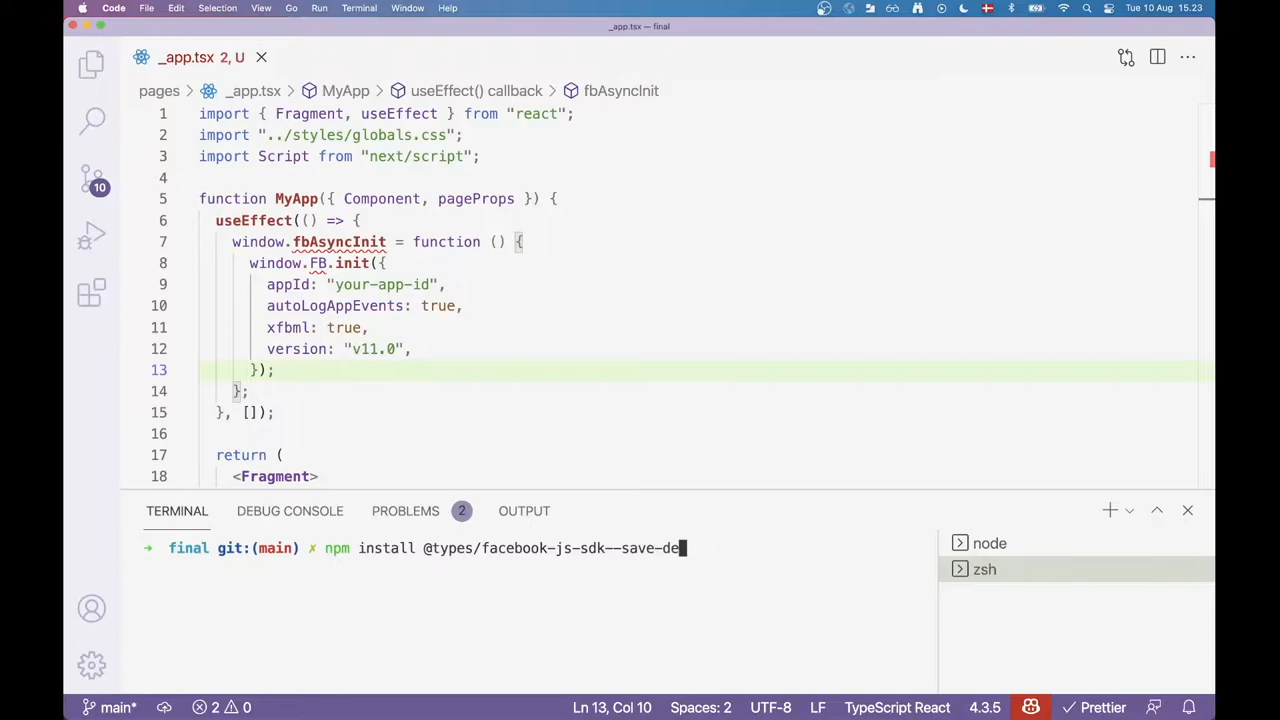 Code File Edit Selection View Go Run Terminal Window Help Tue 10 Aug 15.23
_app.tsx — final
_app.tsx 2, U
pages > _app.tsx > MyApp > useEffect() callback > fbAsyncInit
1 import { Fragment, useEffect } from "react";
2 import "../styles/globals.css";
3 import Script from "next/script";
4
5 function MyApp({ Component, pageProps }) {
6 useEffect(() => {
7 window.fbAsyncInit = function () {
8 window.FB.init({
9 appId: "your-app-id",
10 autoLogAppEvents: true,
11 xfbml: true,
12 version: "v11.0",
13 });
14 };
15 }, []);
16
17 return (
18 <Fragment>
10
TERMINAL DEBUG CONSOLE PROBLEMS 2 OUTPUT
→ final git:(main) ✗ npm install @types/facebook-js-sdk--save-de
node
zsh
main* 2 0 Ln 13, Col 10 Spaces: 2 UTF-8 LF TypeScript React 4.3.5 Prettier